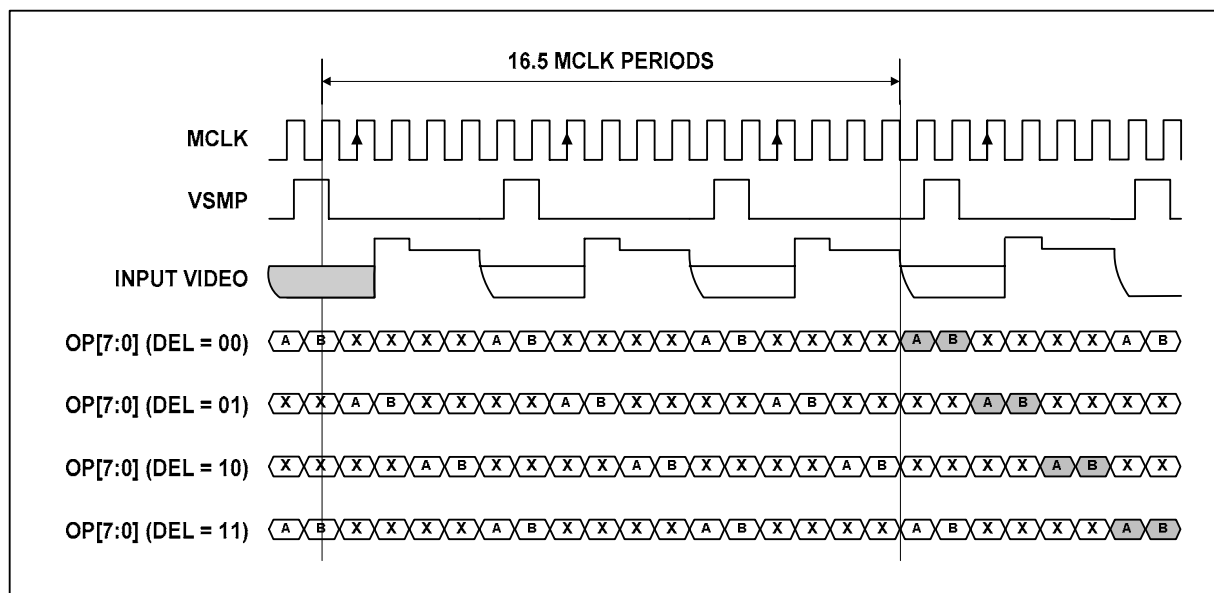 16.5 MCLK PERIODS
MCLK
VSMP
INPUT VIDEO
OP[7:0] (DEL = 00) A B X X X X A B X X X X A B X X X X A B X X X X A B
OP[7:0] (DEL = 01) X X A B X X X X A B X X X X A B X X X X A B X X X X
OP[7:0] (DEL = 10) X X X X A B X X X X A B X X X X A B X X X X A B X X
OP[7:0] (DEL = 11) A B X X X X A B X X X X A B X X X X A B X X X X A B